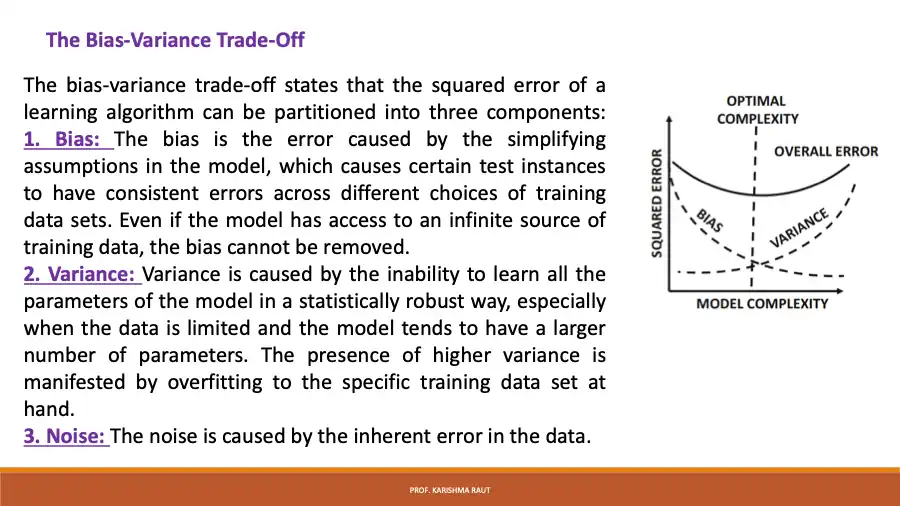 The Bias-Variance Trade-Off
The bias-variance trade-off states that the squared error of a
learning algorithm can be partitioned into three components:
1. Bias: The bias is the error caused by the simplifying
assumptions in the model, which causes certain test instances
to have consistent errors across different choices of training
data sets. Even if the model has access to an infinite source of
training data, the bias cannot be removed.
2. Variance: Variance is caused by the inability to learn all the
parameters of the model in a statistically robust way, especially
when the data is limited and the model tends to have a larger
number of parameters. The presence of higher variance is
manifested by overfitting to the specific training data set at
hand.
3. Noise: The noise is caused by the inherent error in the data.
OPTIMAL
COMPLEXITY
OVERALL ERROR
SQUARED ERROR
BIAS
VARIANCE
MODEL COMPLEXITY
PROF. KARISHMA RAUT